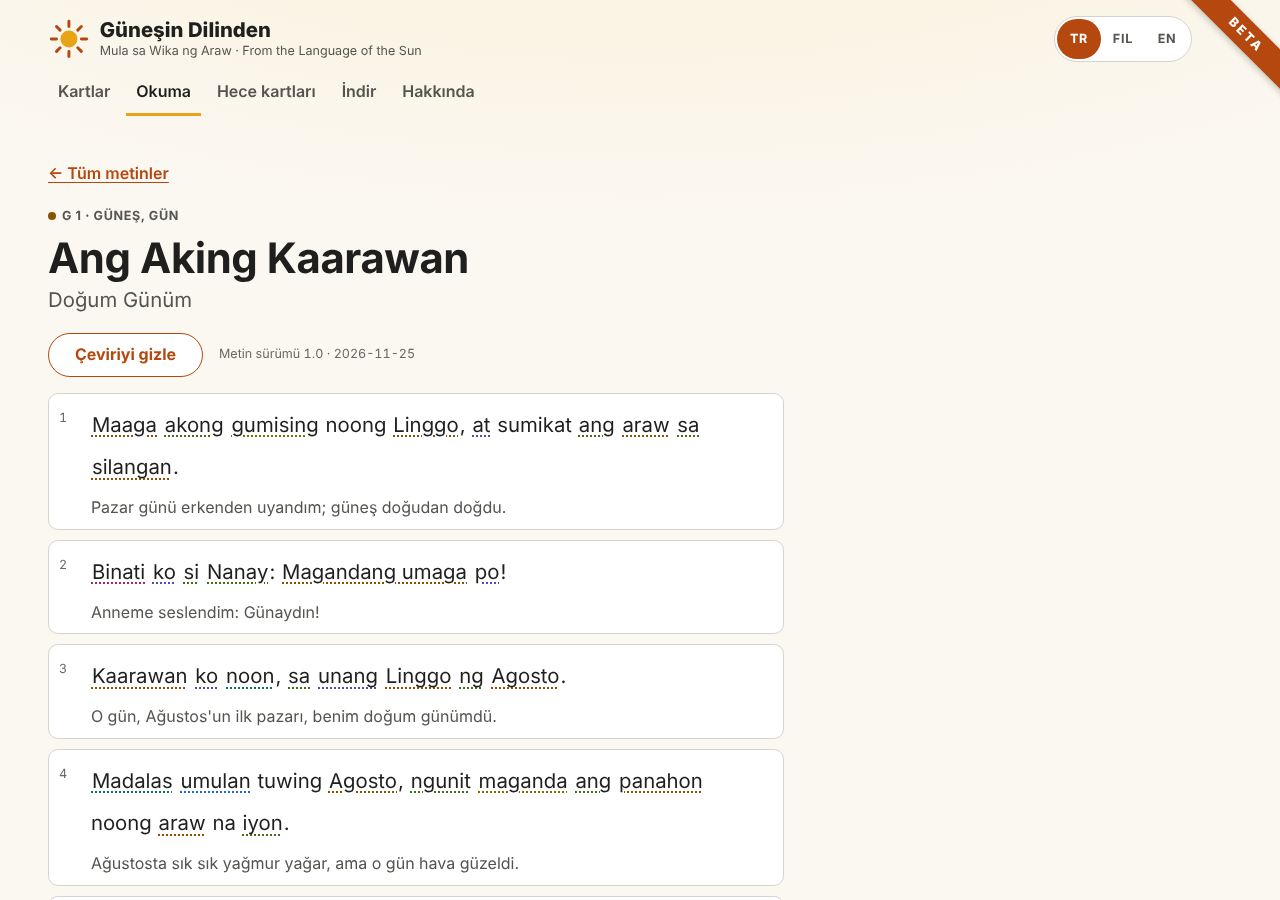 Güneşin Dilinden
Mula sa Wika ng Araw · From the Language of the Sun
TR FIL EN
BETA
Kartlar Okuma Hece kartları İndir Hakkında
← Tüm metinler
G 1 · GÜNEŞ, GÜN
Ang Aking Kaarawan
Doğum Günüm
Çeviriyi gizle Metin sürümü 1.0 · 2026-11-25
1 Maaga akong gumising noong Linggo, at sumikat ang araw sa
silangan.
Pazar günü erkenden uyandım; güneş doğudan doğdu.
2 Binati ko si Nanay: Magandang umaga po!
Anneme seslendim: Günaydın!
3 Kaarawan ko noon, sa unang Linggo ng Agosto.
O gün, Ağustos'un ilk pazarı, benim doğum günümdü.
4 Madalas umulan tuwing Agosto, ngunit maganda ang panahon
noong araw na iyon.
Ağustosta sık sık yağmur yağar, ama o gün hava güzeldi.